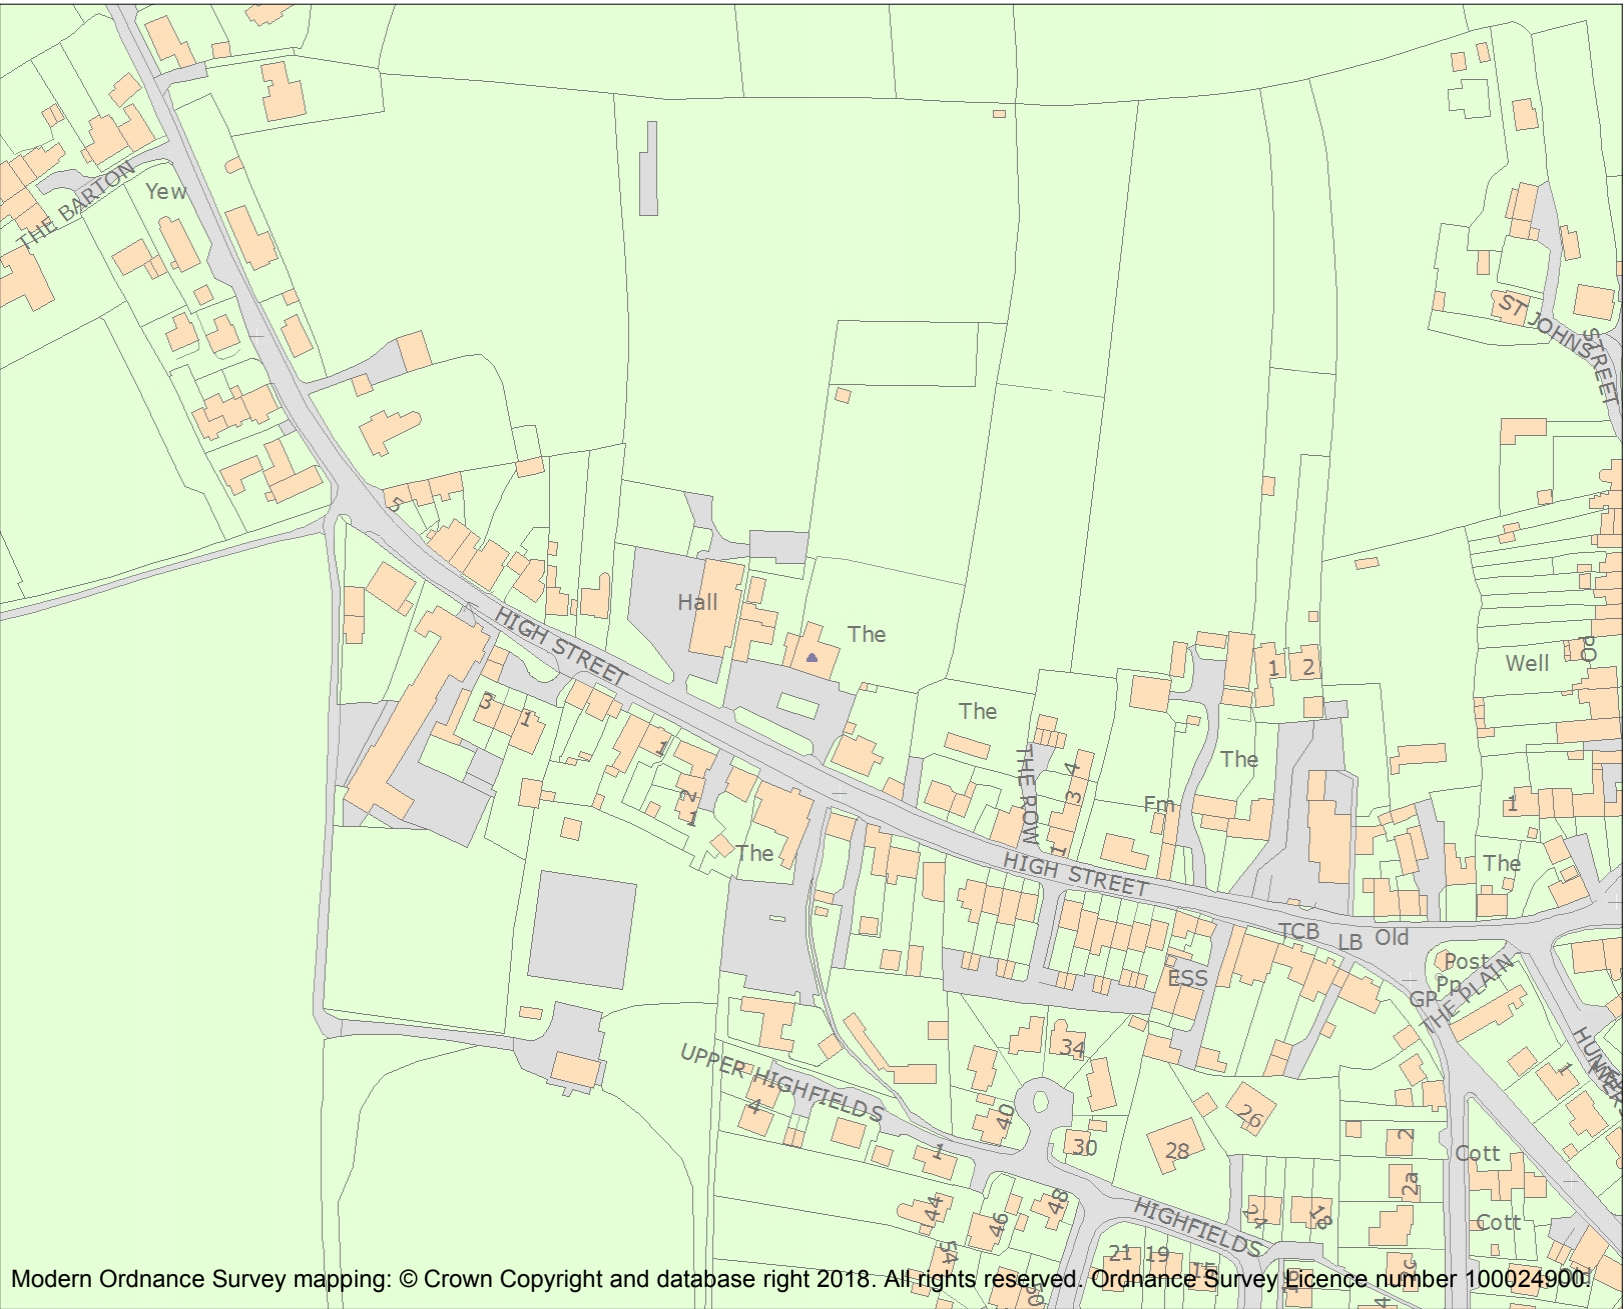 THE BARTON
Yew
ST JOHNS STREET
5
Hall
The
HIGH STREET
PO
Well
1
2
The
3
1
1
The
THE ROW
4
3
2
1
Fm
1
1
The
The
HIGH STREET
TCB
LB
Old
ESS
Post
Pp
GP
THE PLAIN
34
UPPER HIGHFIELDS
4
40
26
1
30
28
2
1
Cott
2a
44
46
48
HIGHFIELDS
24
18
Cott
54
21
19
15
Modern Ordnance Survey mapping: © Crown Copyright and database right 2018. All rights reserved. Ordnance Survey Licence number 100024900.